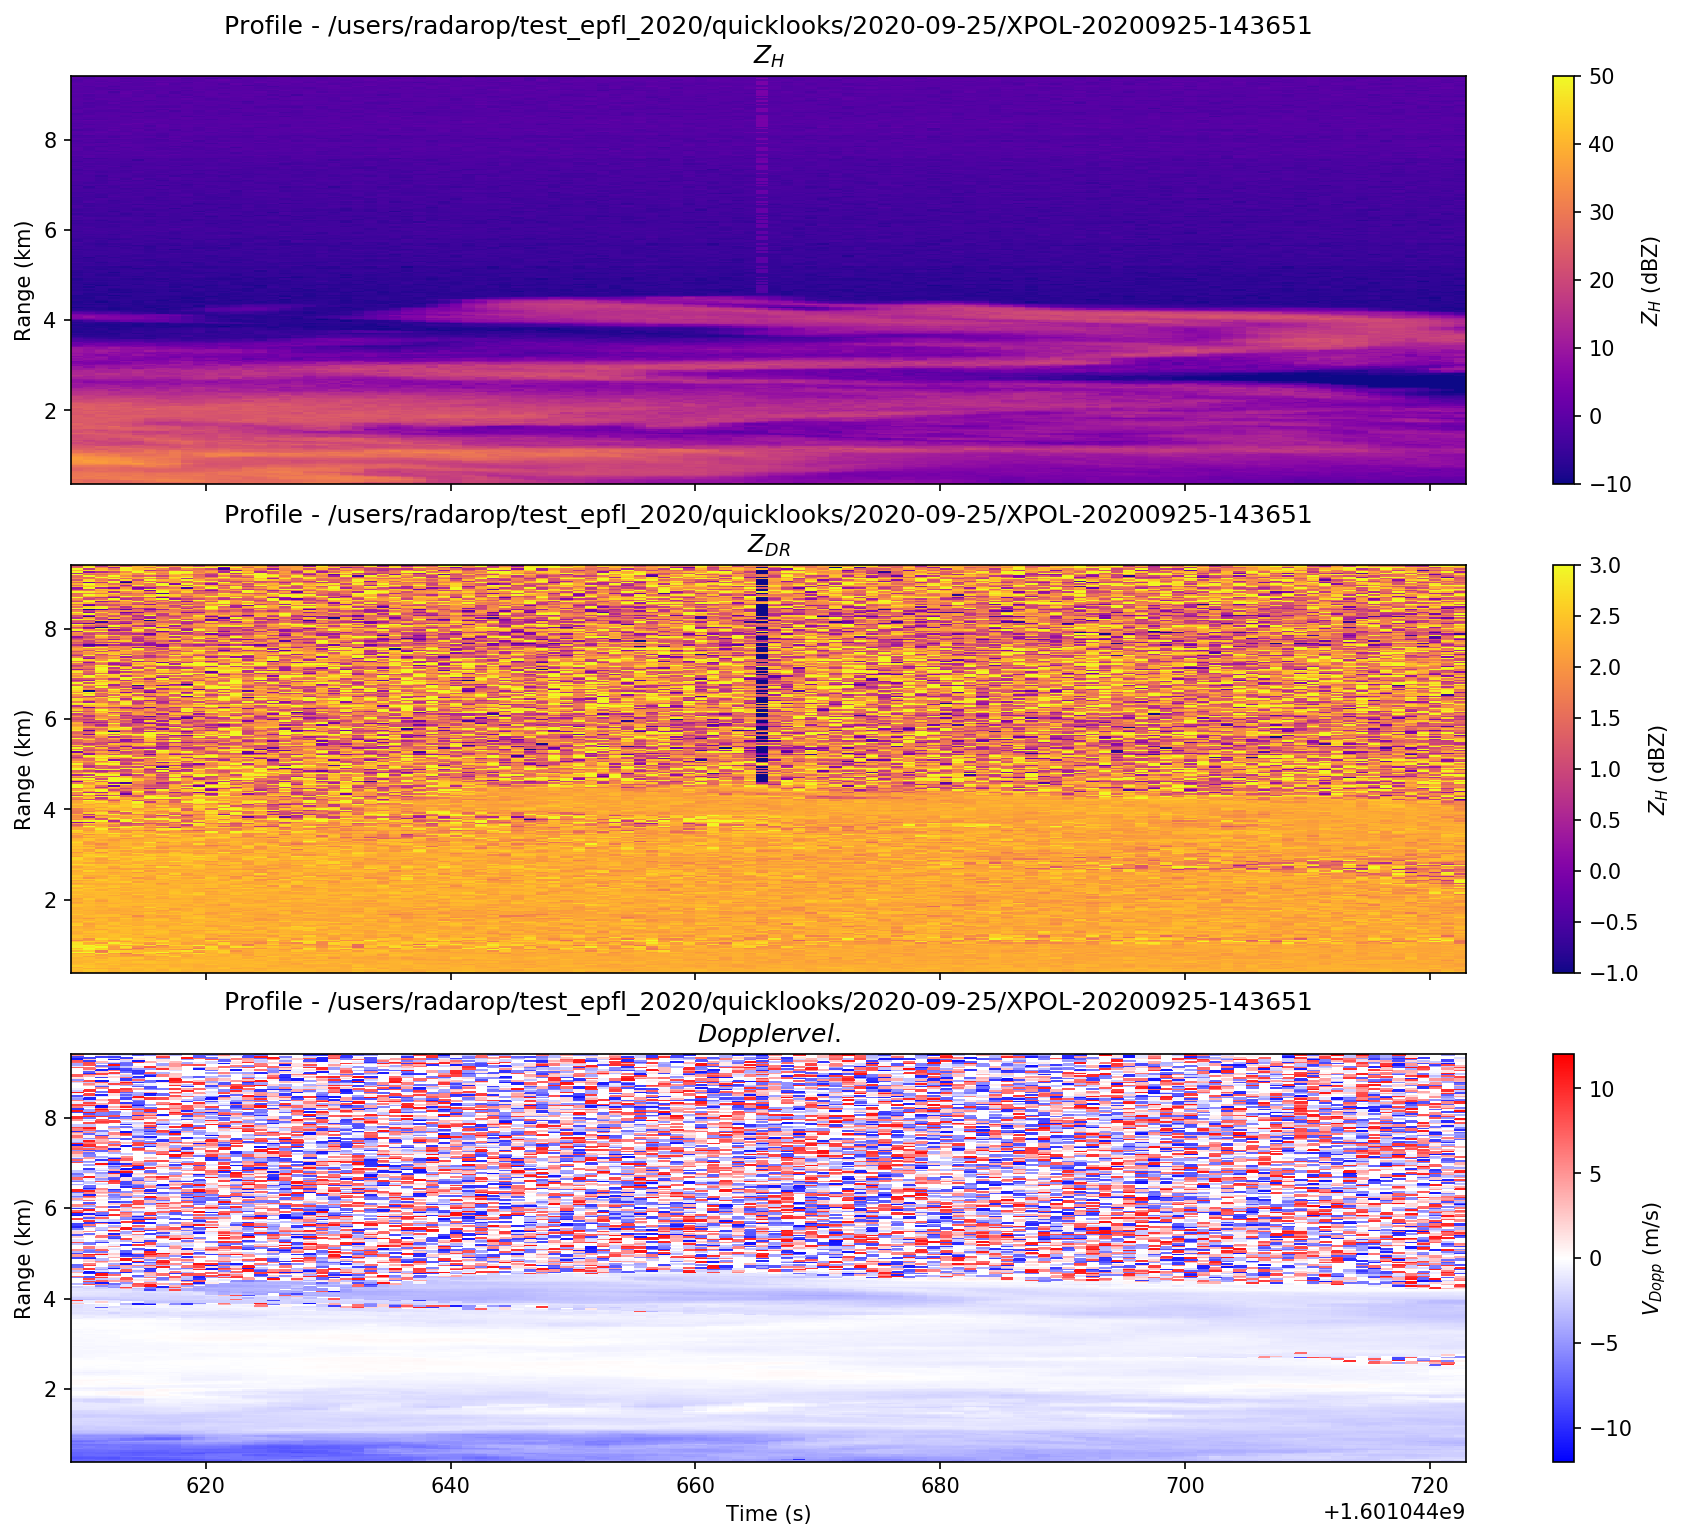 Profile - /users/radarop/test_epfl_2020/quicklooks/2020-09-25/XPOL-20200925-143651
Z_H
Range (km)
8
6
4
2
50
40
30
20
10
0
−10
Z_H (dBZ)
Profile - /users/radarop/test_epfl_2020/quicklooks/2020-09-25/XPOL-20200925-143651
Z_DR
Range (km)
8
6
4
2
3.0
2.5
2.0
1.5
1.0
0.5
0.0
−0.5
−1.0
Z_H (dBZ)
Profile - /users/radarop/test_epfl_2020/quicklooks/2020-09-25/XPOL-20200925-143651
Dopplervel.
Range (km)
8
6
4
2
10
5
0
−5
−10
V_Dopp (m/s)
620 640 660 680 700 720
Time (s)
+1.601044e9